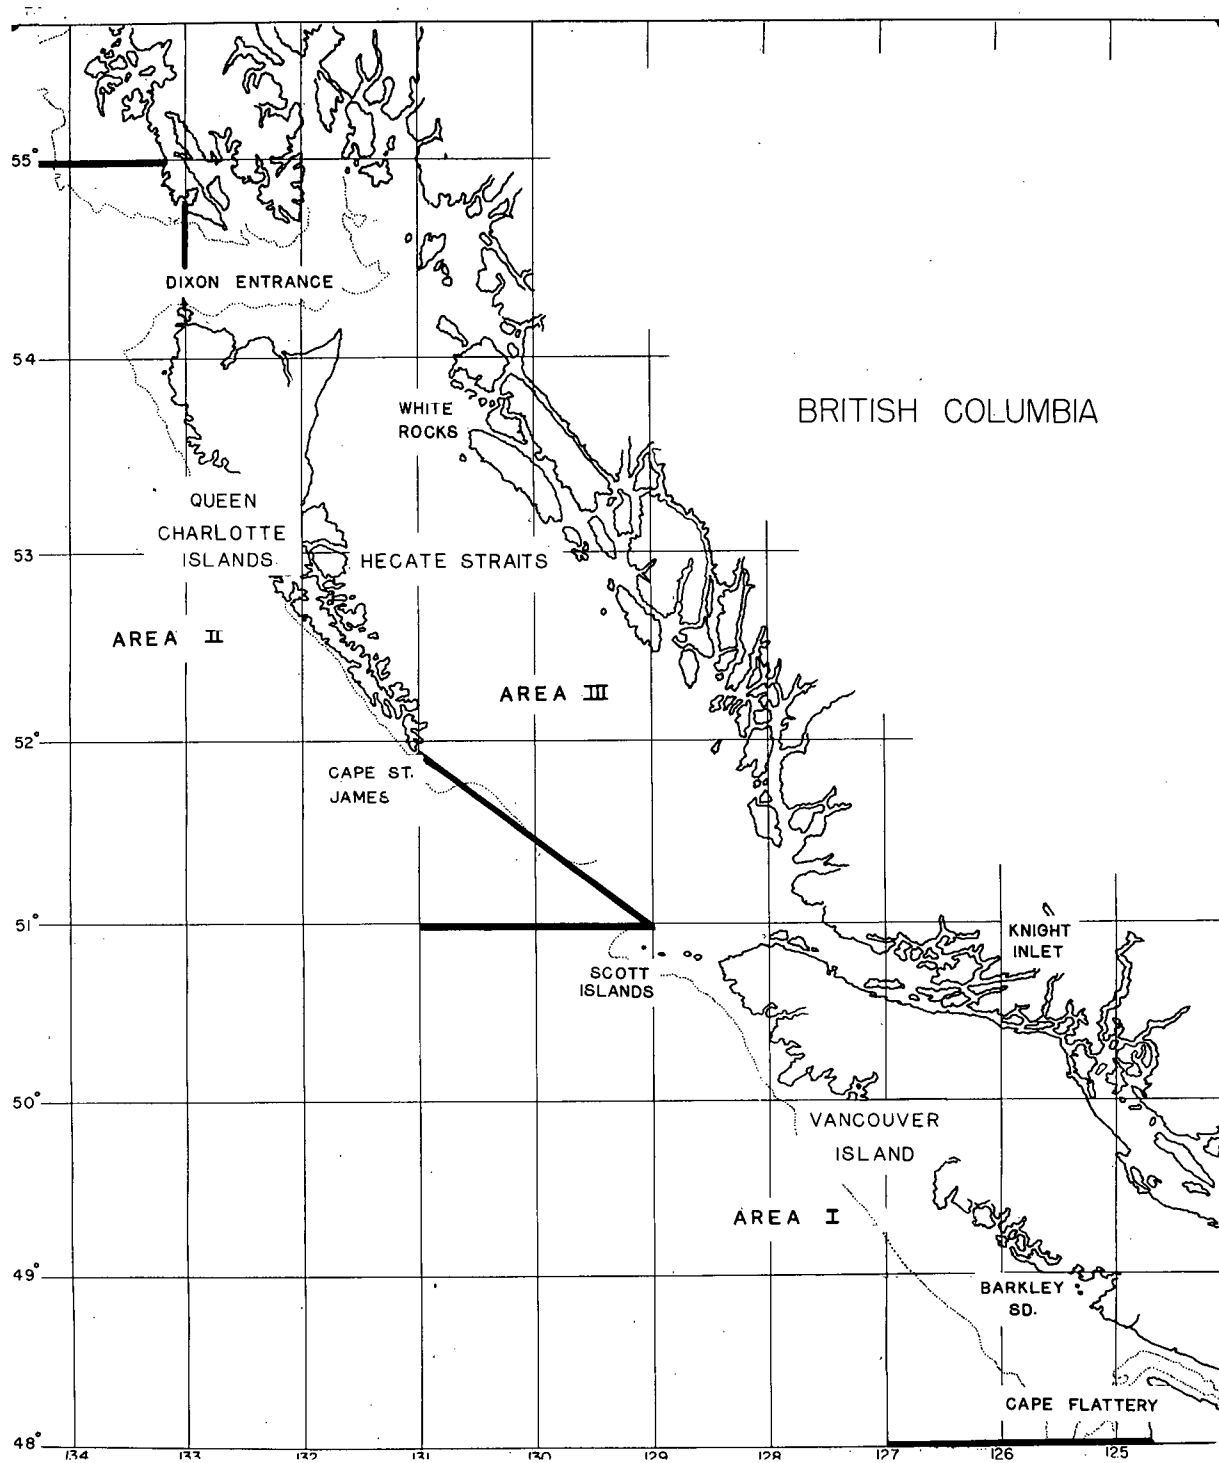 55°
DIXON ENTRANCE
54
WHITE
ROCKS
BRITISH COLUMBIA
QUEEN
CHARLOTTE
ISLANDS
53
HECATE STRAITS
AREA II
AREA III
52°
CAPE ST.
JAMES
51°
KNIGHT
INLET
SCOTT
ISLANDS
50°
VANCOUVER
ISLAND
AREA I
49°
BARKLEY
SD.
CAPE FLATTERY
48°
134 133 132 131 130 129 128 127 126 125